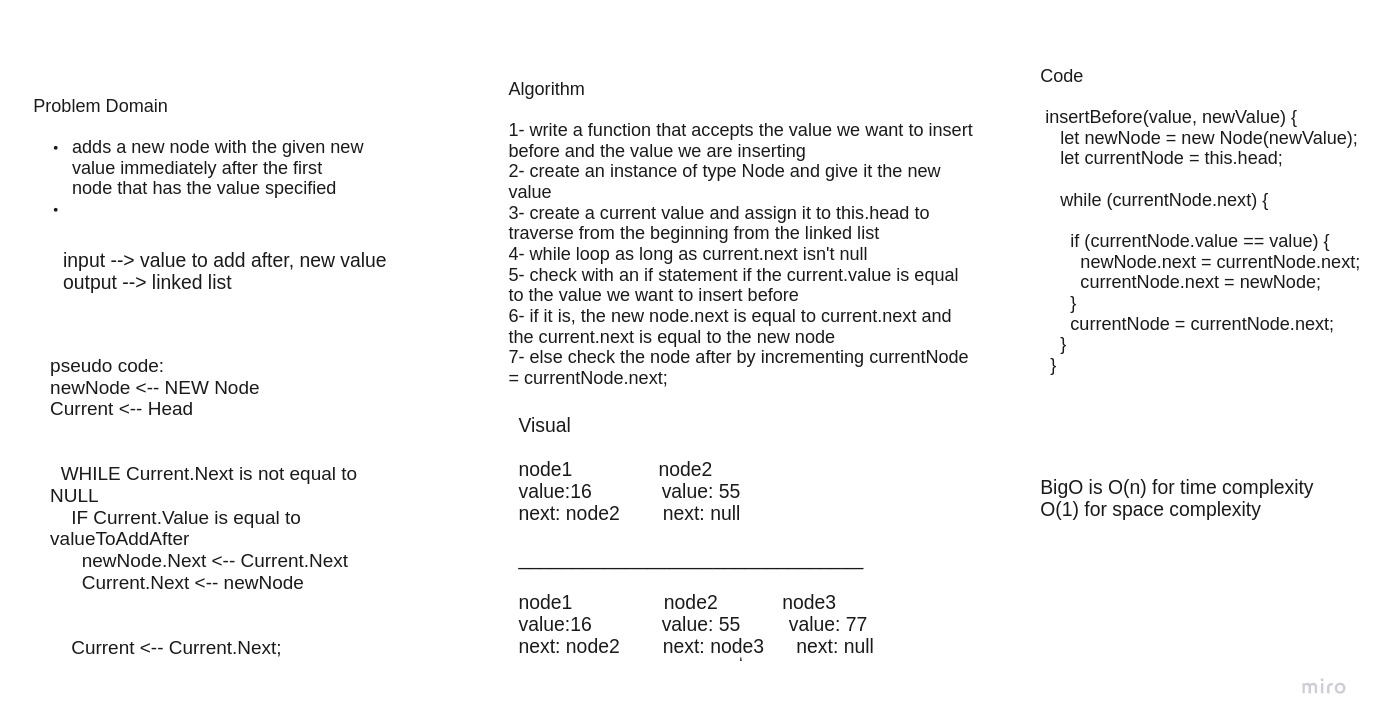 Problem Domain
• adds a new node with the given new
value immediately after the first
node that has the value specified
•
input --> value to add after, new value
output --> linked list
pseudo code:
newNode <-- NEW Node
Current <-- Head
WHILE Current.Next is not equal to
NULL
IF Current.Value is equal to
valueToAddAfter
newNode.Next <-- Current.Next
Current.Next <-- newNode
Current <-- Current.Next;
Algorithm
1- write a function that accepts the value we want to insert
before and the value we are inserting
2- create an instance of type Node and give it the new
value
3- create a current value and assign it to this.head to
traverse from the beginning from the linked list
4- while loop as long as current.next isn't null
5- check with an if statement if the current.value is equal
to the value we want to insert before
6- if it is, the new node.next is equal to current.next and
the current.next is equal to the new node
7- else check the node after by incrementing currentNode
= currentNode.next;
Visual
node1 node2
value:16 value: 55
next: node2 next: null
node1 node2 node3
value:16 value: 55 value: 77
next: node2 next: node3 next: null
Code
insertBefore(value, newValue) {
let newNode = new Node(newValue);
let currentNode = this.head;
while (currentNode.next) {
if (currentNode.value == value) {
newNode.next = currentNode.next;
currentNode.next = newNode;
}
currentNode = currentNode.next;
}
}
BigO is O(n) for time complexity
O(1) for space complexity
miro